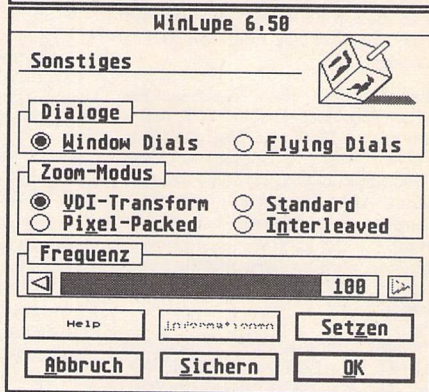 WinLupe 6.50
Sonstiges
Dialoge
Window Dials Flying Dials
Zoom-Modus
VDI-Transform Standard
Pixel-Packed Interleaved
Frequenz
100
Help Informationen Setzen
Abbruch Sichern OK